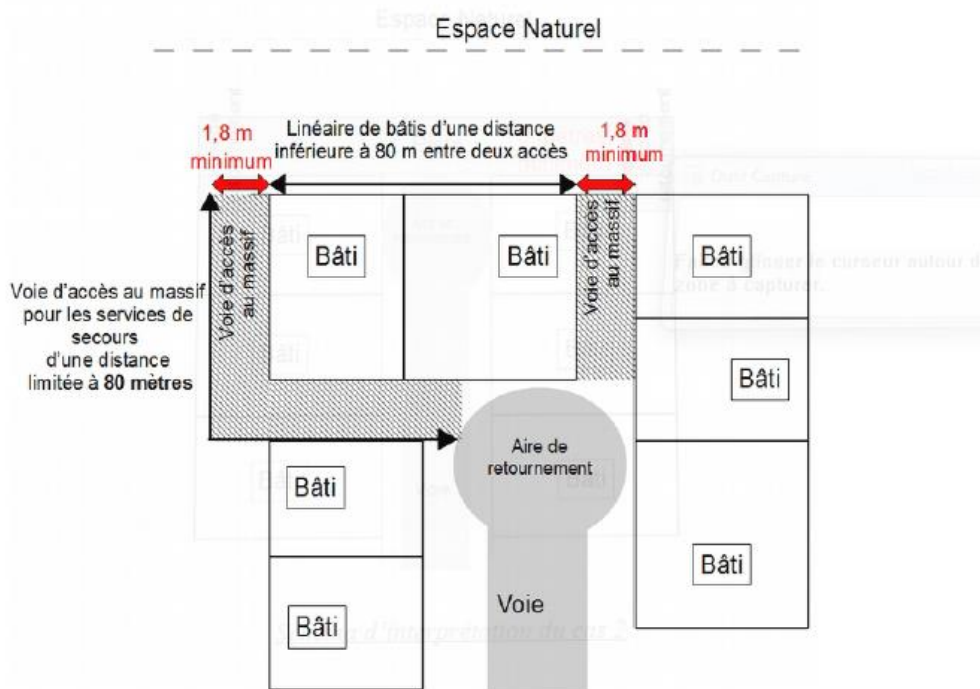 Espace Naturel
1,8 m
minimum
Linéaire de bâtis d'une distance
inférieure à 80 m entre deux accès
1,8 m
minimum
Voie d'accès
au massif
Bâti
Bâti
Voie d'accès
au massif
Bâti
Voie d'accès au massif
pour les services de
secours
d'une distance
limitée à 80 mètres
Bâti
Aire de
retournement
Bâti
Bâti
Voie
Bâti